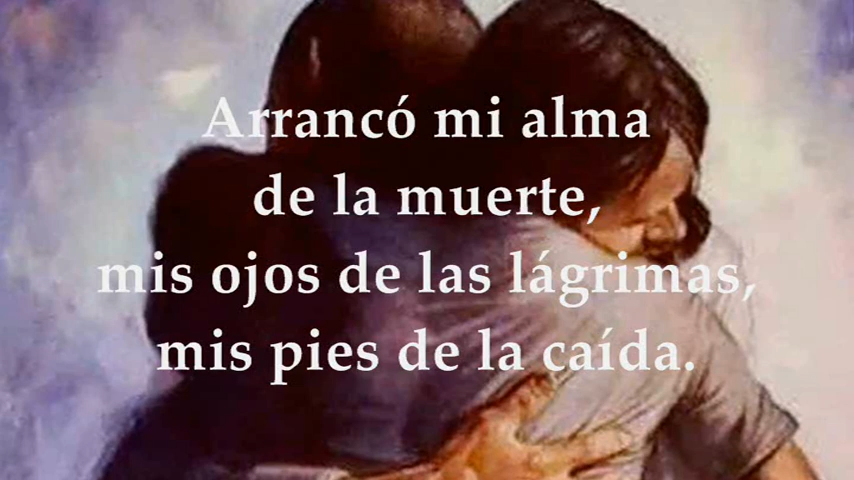 Arrancó mi alma
de la muerte,
mis ojos de las lágrimas,
mis pies de la caída.